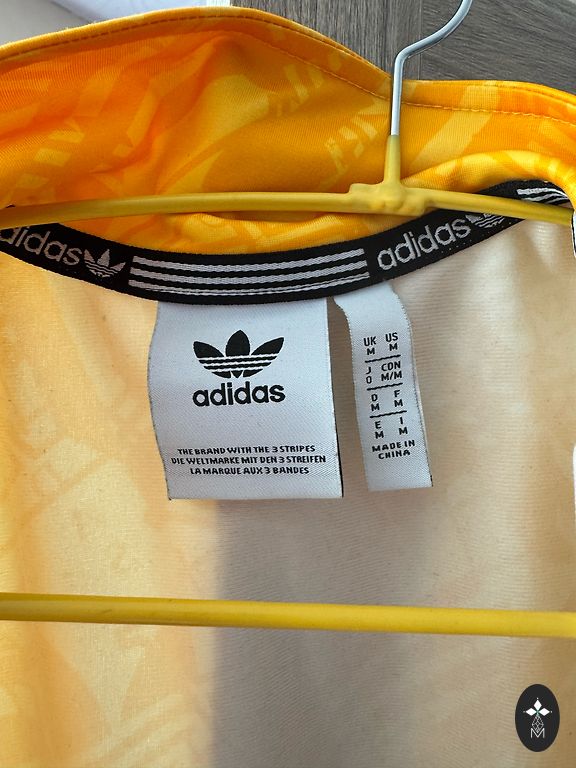 adidas
adidas
adidas
THE BRAND WITH THE 3 STRIPES
DIE WELTMARKE MIT DEN 3 STREIFEN
LA MARQUE AUX 3 BANDES
UK US
M M
J CON
O M/M
D F
M M
E I
M M
MADE IN
CHINA
M